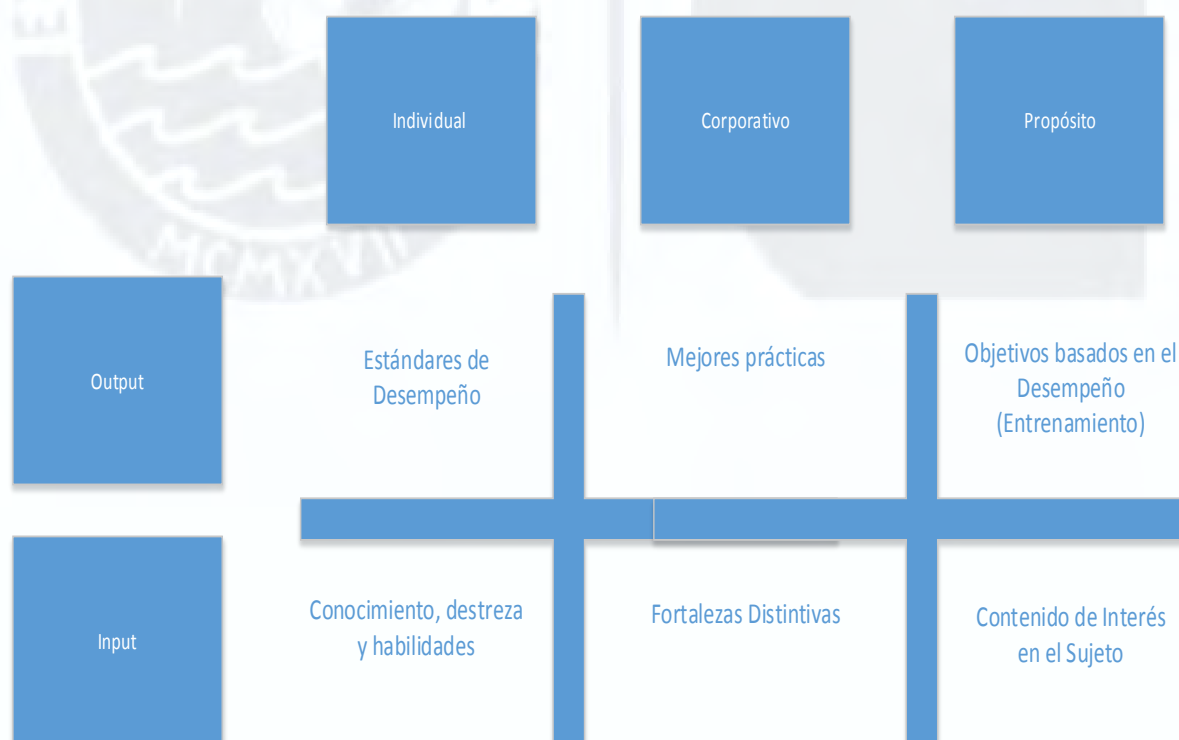 Individual
Corporativo
Propósito
Output
Estándares de
Desempeño
Mejores prácticas
Objetivos basados en el
Desempeño
(Entrenamiento)
Input
Conocimiento, destreza
y habilidades
Fortalezas Distintivas
Contenido de Interés
en el Sujeto
MCMXVII